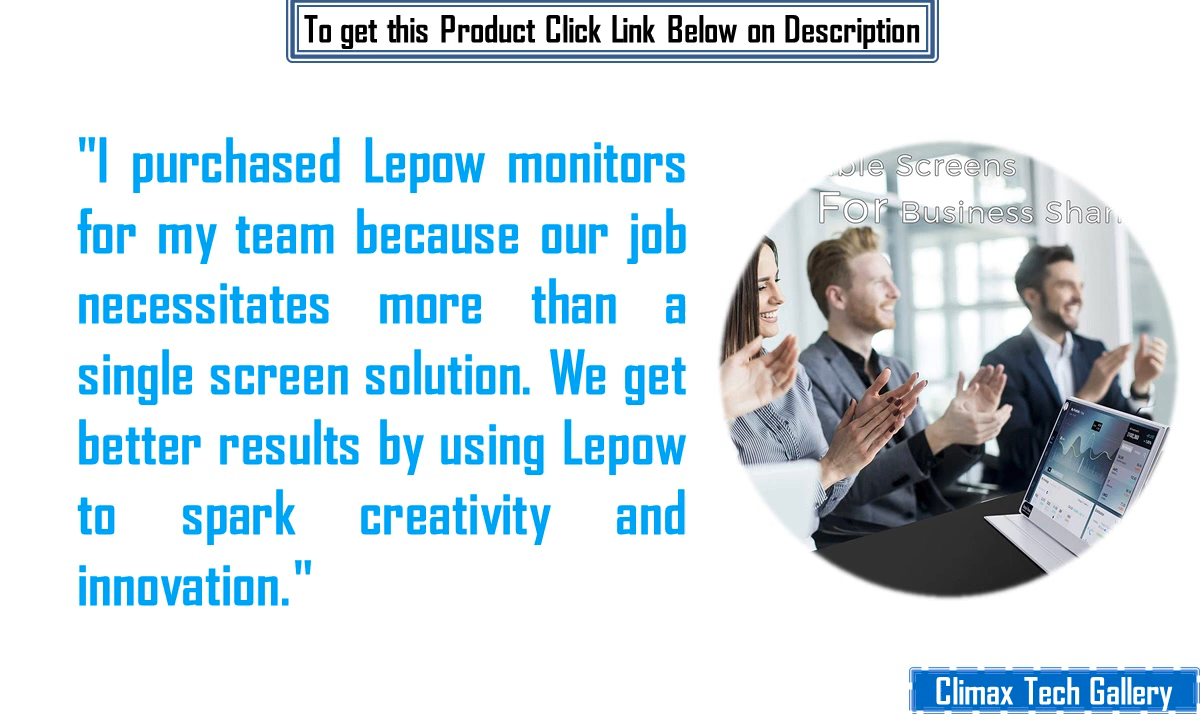 To get this Product Click Link Below on Description
"I purchased Lepow monitors
for my team because our job
necessitates more than a
single screen solution. We get
better results by using Lepow
to spark creativity and
innovation."
Screens
For Business
Climax Tech Gallery